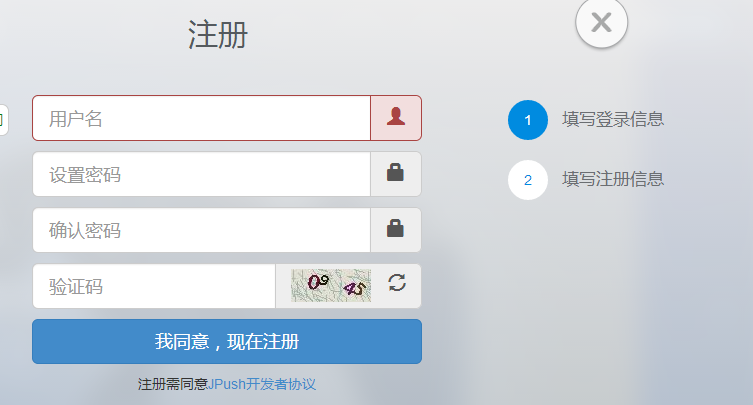 注册
用户名
设置密码
确认密码
验证码
0945
我同意，现在注册
注册需同意JPush开发者协议
1 填写登录信息
2 填写注册信息